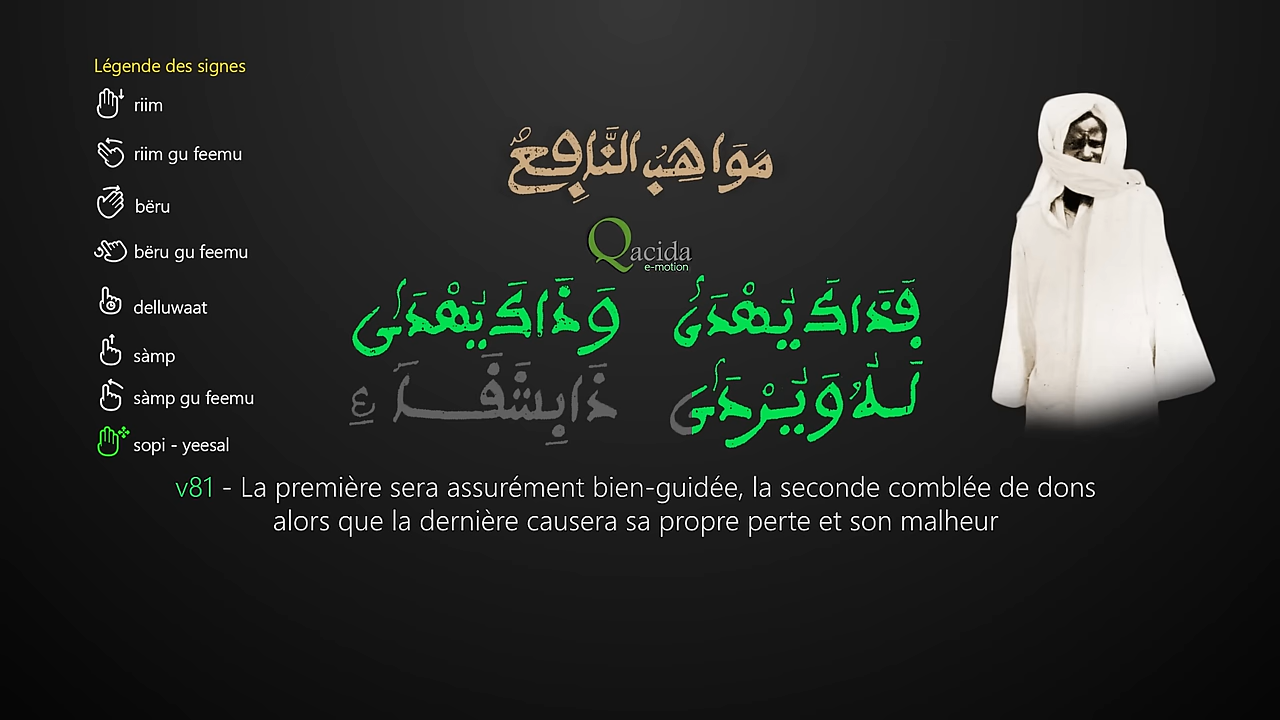 Légende des signes
riim
riim gu feemu
bëru
bëru gu feemu
delluwaat
sàmp
sàmp gu feemu
sopi - yeesal
مَوَاهِبُ النَّافِعُ
Qacida
e-motion
فَذَاكَ يُهْدَىٰ وَذَاكَ يُهْدَىٰ
لَهُ وَيُرْدَىٰ ذَا بِشَقَاءِ
v81 - La première sera assurément bien-guidée, la seconde comblée de dons
alors que la dernière causera sa propre perte et son malheur